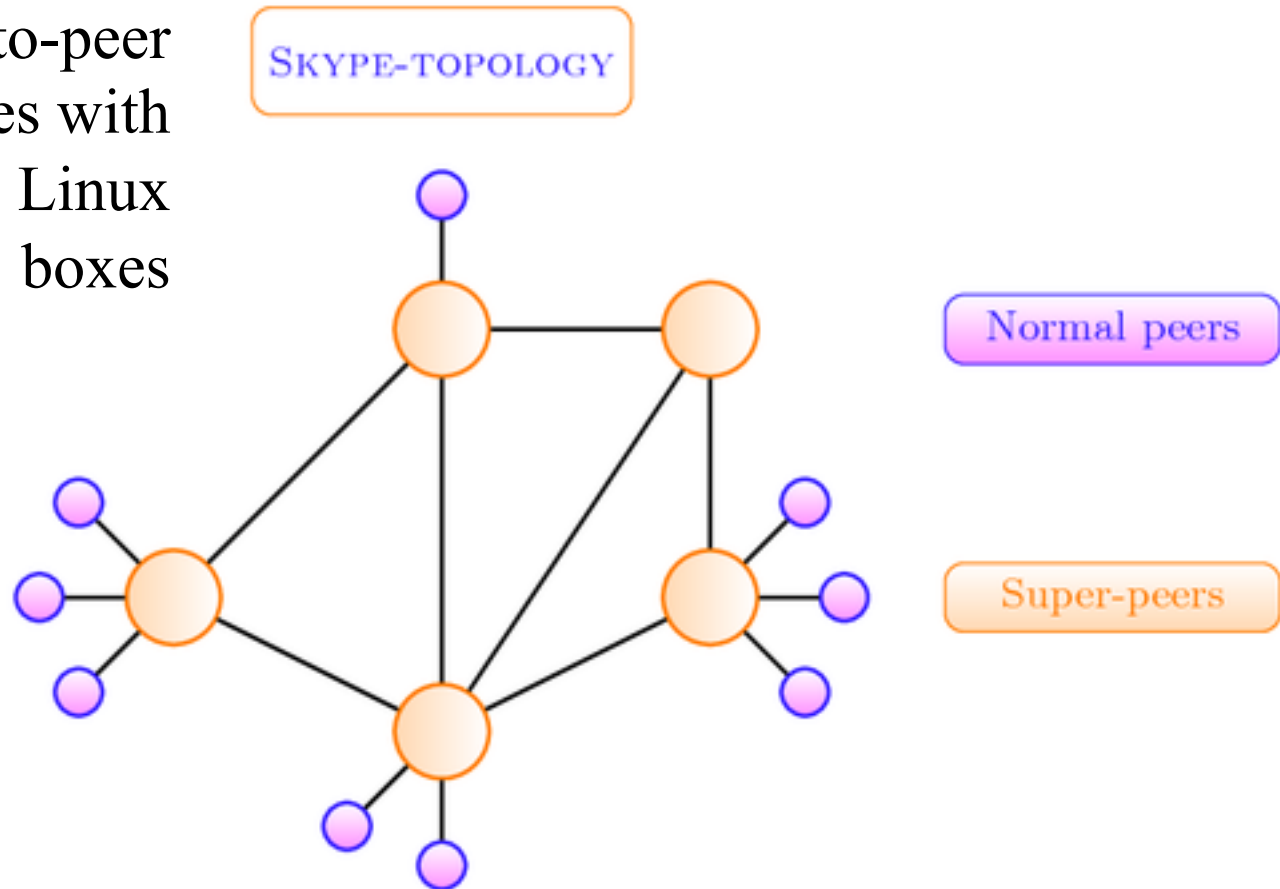 to-peer
es with
Linux
boxes
SKYPE-TOPOLOGY
Normal peers
Super-peers